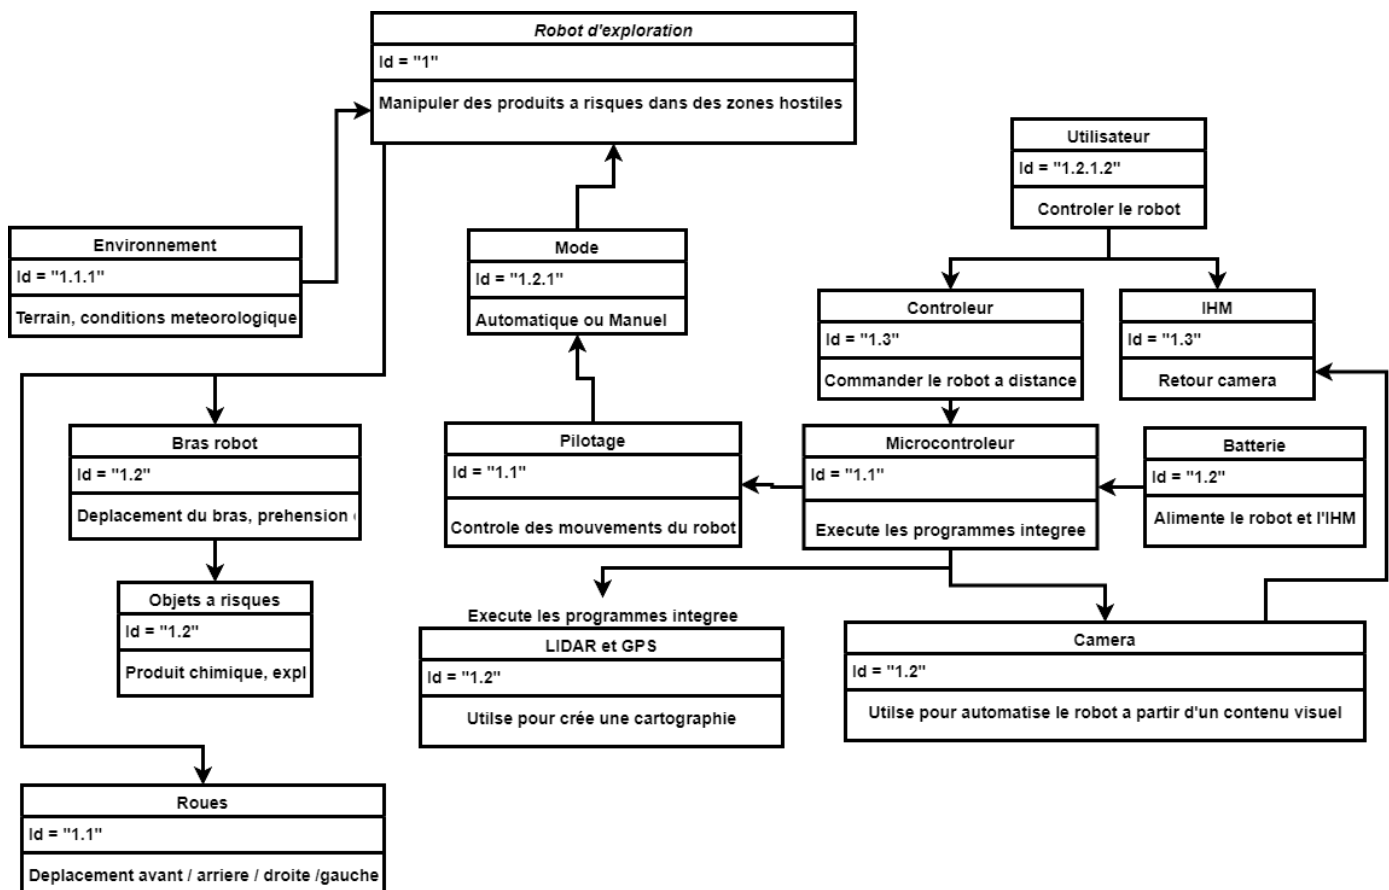 Robot d'exploration
Id = "1"
Manipuler des produits a risques dans des zones hostiles
Utilisateur
Id = "1.2.1.2"
Controler le robot
Environnement
Id = "1.1.1"
Terrain, conditions meteorologique
Mode
Id = "1.2.1"
Automatique ou Manuel
Controleur
Id = "1.3"
Commander le robot a distance
IHM
Id = "1.3"
Retour camera
Bras robot
Id = "1.2"
Deplacement du bras, prehension
Pilotage
Id = "1.1"
Controle des mouvements du robot
Microcontroleur
Id = "1.1"
Execute les programmes integree
Batterie
Id = "1.2"
Alimente le robot et l'IHM
Objets a risques
Id = "1.2"
Produit chimique, expl
Execute les programmes integree
LIDAR et GPS
Id = "1.2"
Utilse pour crée une cartographie
Camera
Id = "1.2"
Utilse pour automatise le robot a partir d'un contenu visuel
Roues
Id = "1.1"
Deplacement avant / arriere / droite /gauche